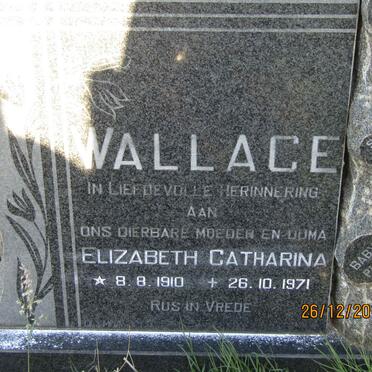 WALLACE
IN LIEFDEVOLLE HERINNERING
AAN
ONS DIERBARE MOEDER EN OUMA
ELIZABETH CATHARINA
★ 8.8.1910 + 26.10.1971
RUS IN VREDE
26/12/20